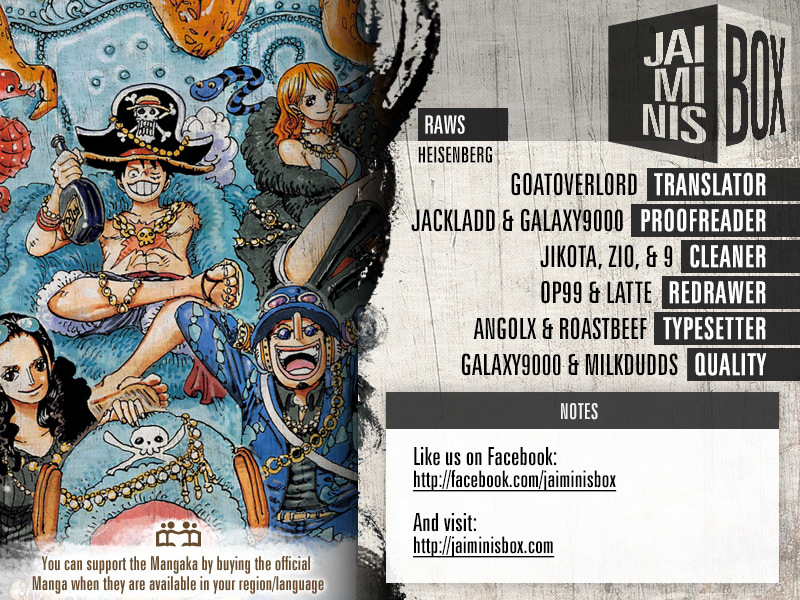 JAI
MI
NIS
BOX
RAWS
HEISENBERG
GOATOVERLORD TRANSLATOR
JACKLADD & GALAXY9000 PROOFREADER
JIKOTA, ZIO, & 9 CLEANER
OP99 & LATTE REDRAWER
ANGOLX & ROASTBEEF TYPESETTER
GALAXY9000 & MILKDUDDS QUALITY
NOTES
Like us on Facebook:
http://facebook.com/jaiminisbox
And visit:
http://jaiminisbox.com
You can support the Mangaka by buying the official
Manga when they are available in your region/language